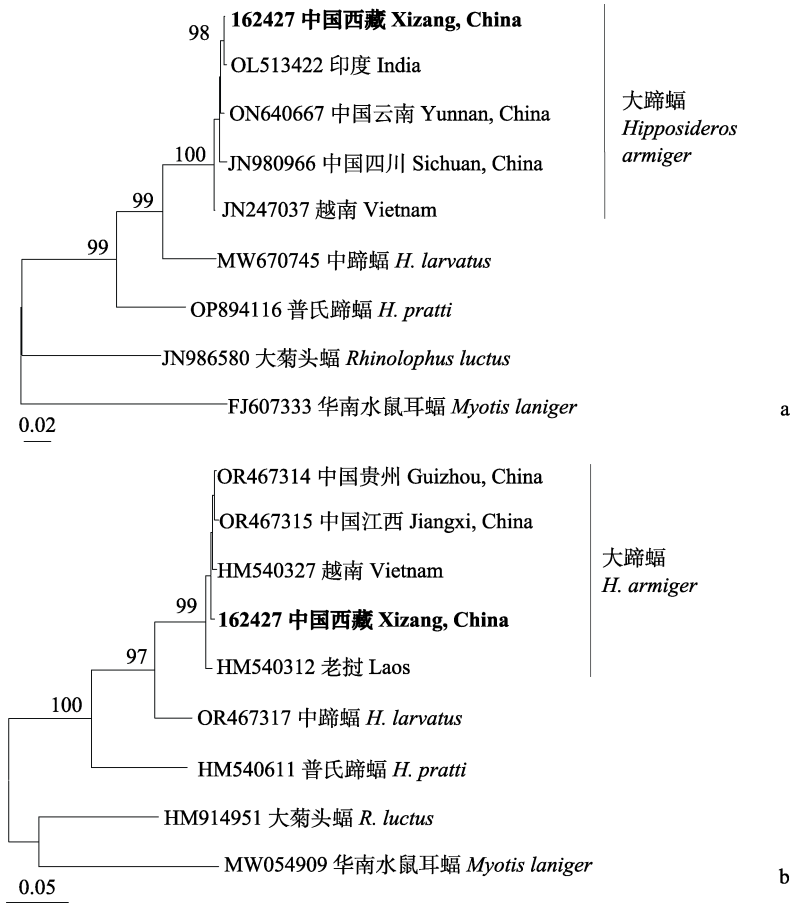 162427 中国西藏 Xizang, China
98
OL513422 印度 India
ON640667 中国云南 Yunnan, China
大蹄蝠
Hipposideros
armiger
100
JN980966 中国四川 Sichuan, China
99
JN247037 越南 Vietnam
99
MW670745 中蹄蝠 H. larvatus
OP894116 普氏蹄蝠 H. pratti
JN986580 大菊头蝠 Rhinolophus luctus
FJ607333 华南水鼠耳蝠 Myotis laniger
a
0.02
OR467314 中国贵州 Guizhou, China
OR467315 中国江西 Jiangxi, China
大蹄蝠
H. armiger
HM540327 越南 Vietnam
99
162427 中国西藏 Xizang, China
97
HM540312 老挝 Laos
100
OR467317 中蹄蝠 H. larvatus
HM540611 普氏蹄蝠 H. pratti
HM914951 大菊头蝠 R. luctus
MW054909 华南水鼠耳蝠 Myotis laniger
b
0.05